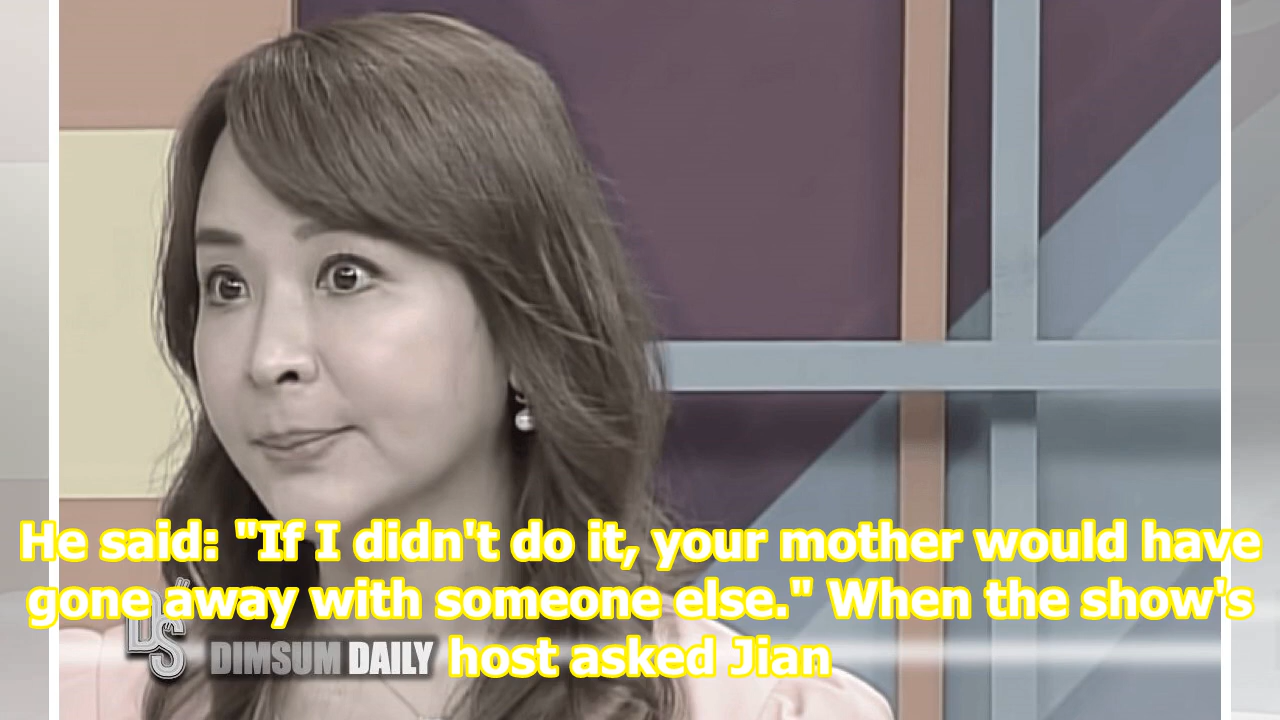 He said: "If I didn't do it, your mother would have
gone away with someone else." When the show's
host asked Jian
DS
DIMSUM DAILY